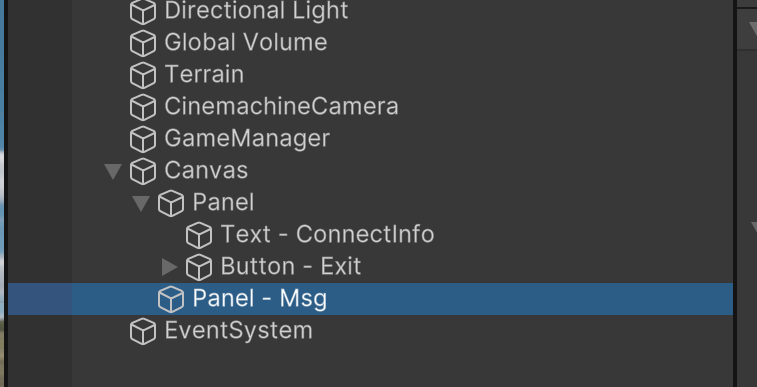 Directional Light
Global Volume
Terrain
CinemachineCamera
GameManager
Canvas
Panel
Text - ConnectInfo
Button - Exit
Panel - Msg
EventSystem